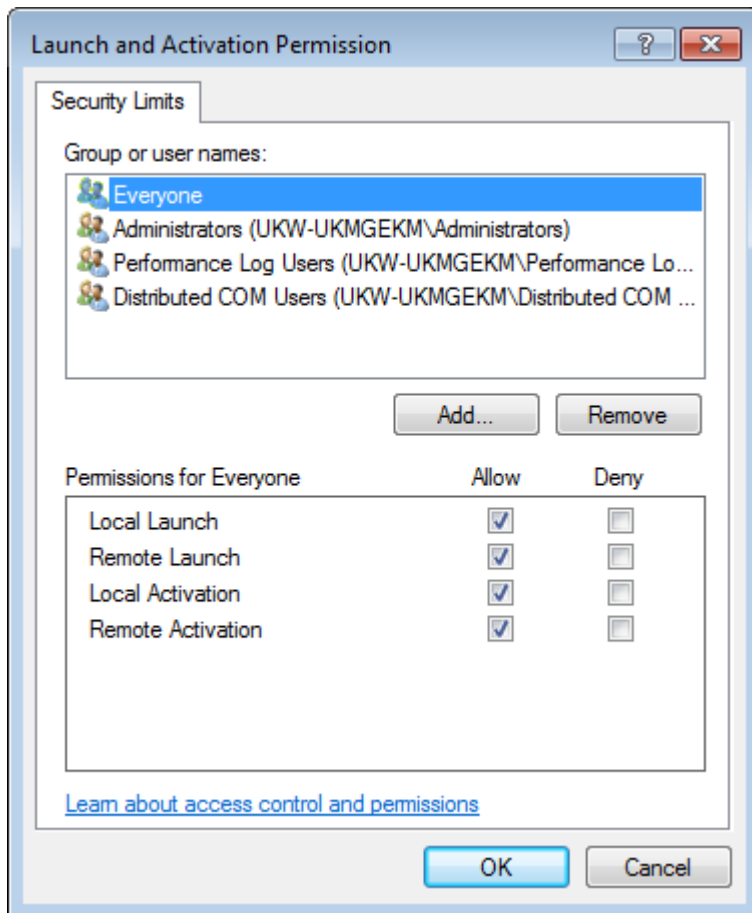 Launch and Activation Permission
Security Limits
Group or user names:
Everyone
Administrators (UKW-UKMGEKM\Administrators)
Performance Log Users (UKW-UKMGEKM\Performance Lo...
Distributed COM Users (UKW-UKMGEKM\Distributed COM ...
Add... Remove
Permissions for Everyone Allow Deny
Local Launch
Remote Launch
Local Activation
Remote Activation
Learn about access control and permissions
OK Cancel